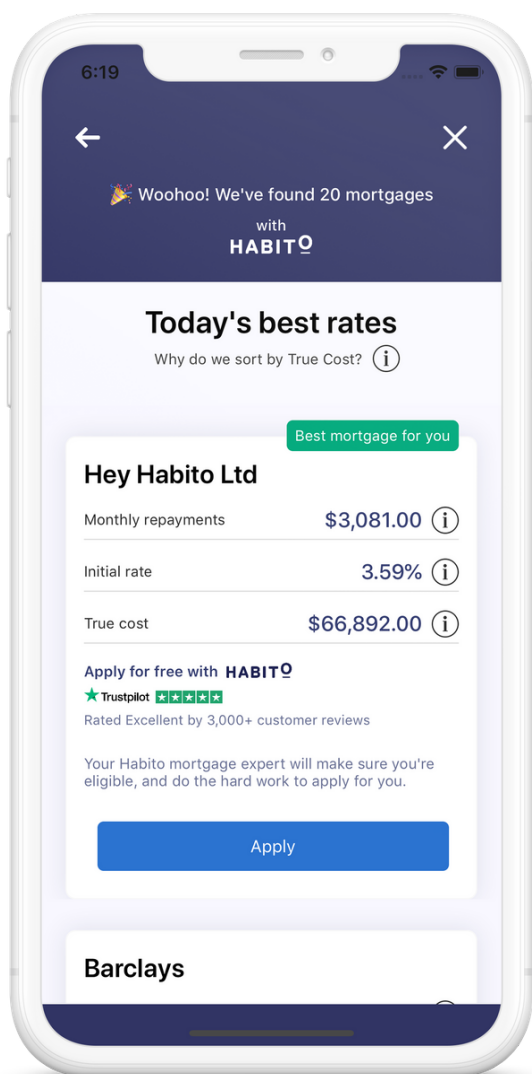 6:19
🎉 Woohoo! We've found 20 mortgages
with
HABITO
Today's best rates
Why do we sort by True Cost? i
Best mortgage for you
Hey Habito Ltd
Monthly repayments $3,081.00 i
Initial rate 3.59% i
True cost $66,892.00 i
Apply for free with HABITO
Trustpilot
Rated Excellent by 3,000+ customer reviews
Your Habito mortgage expert will make sure you're
eligible, and do the hard work to apply for you.
Apply
Barclays